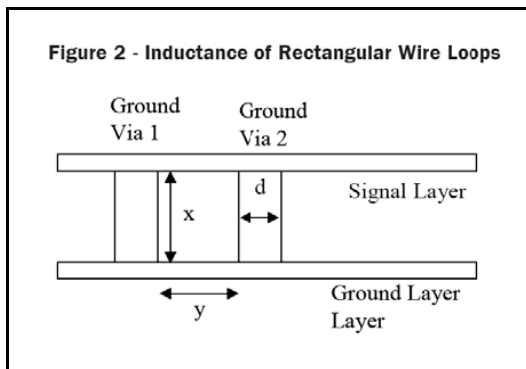 Figure 2 - Inductance of Rectangular Wire Loops
Ground
Via 1
Ground
Via 2
d
Signal Layer
x
Ground Layer
Layer
y